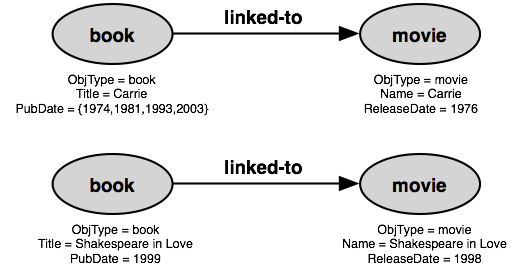 book linked-to movie
ObjType = book ObjType = movie
Title = Carrie Name = Carrie
PubDate = {1974,1981,1993,2003} ReleaseDate = 1976
book linked-to movie
ObjType = book ObjType = movie
Title = Shakespeare in Love Name = Shakespeare in Love
PubDate = 1999 ReleaseDate = 1998